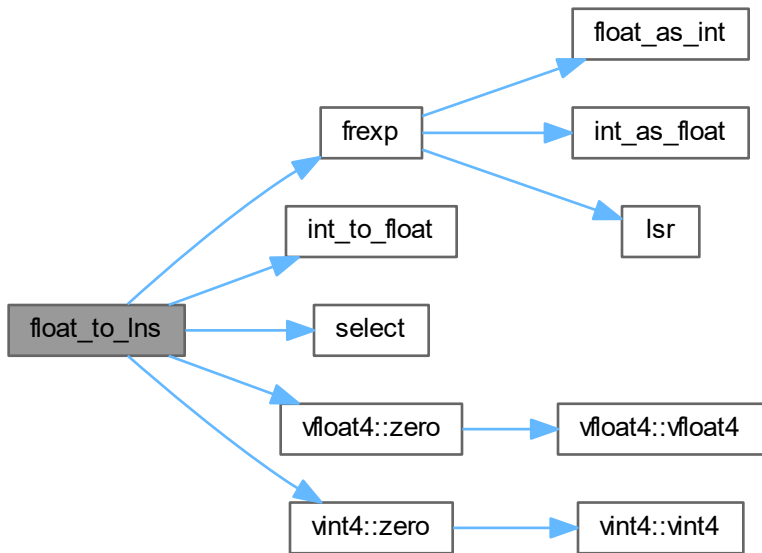 float_as_int
frexp
int_as_float
lsr
int_to_float
float_to_lns
select
vfloat4::zero
vfloat4::vfloat4
vint4::zero
vint4::vint4